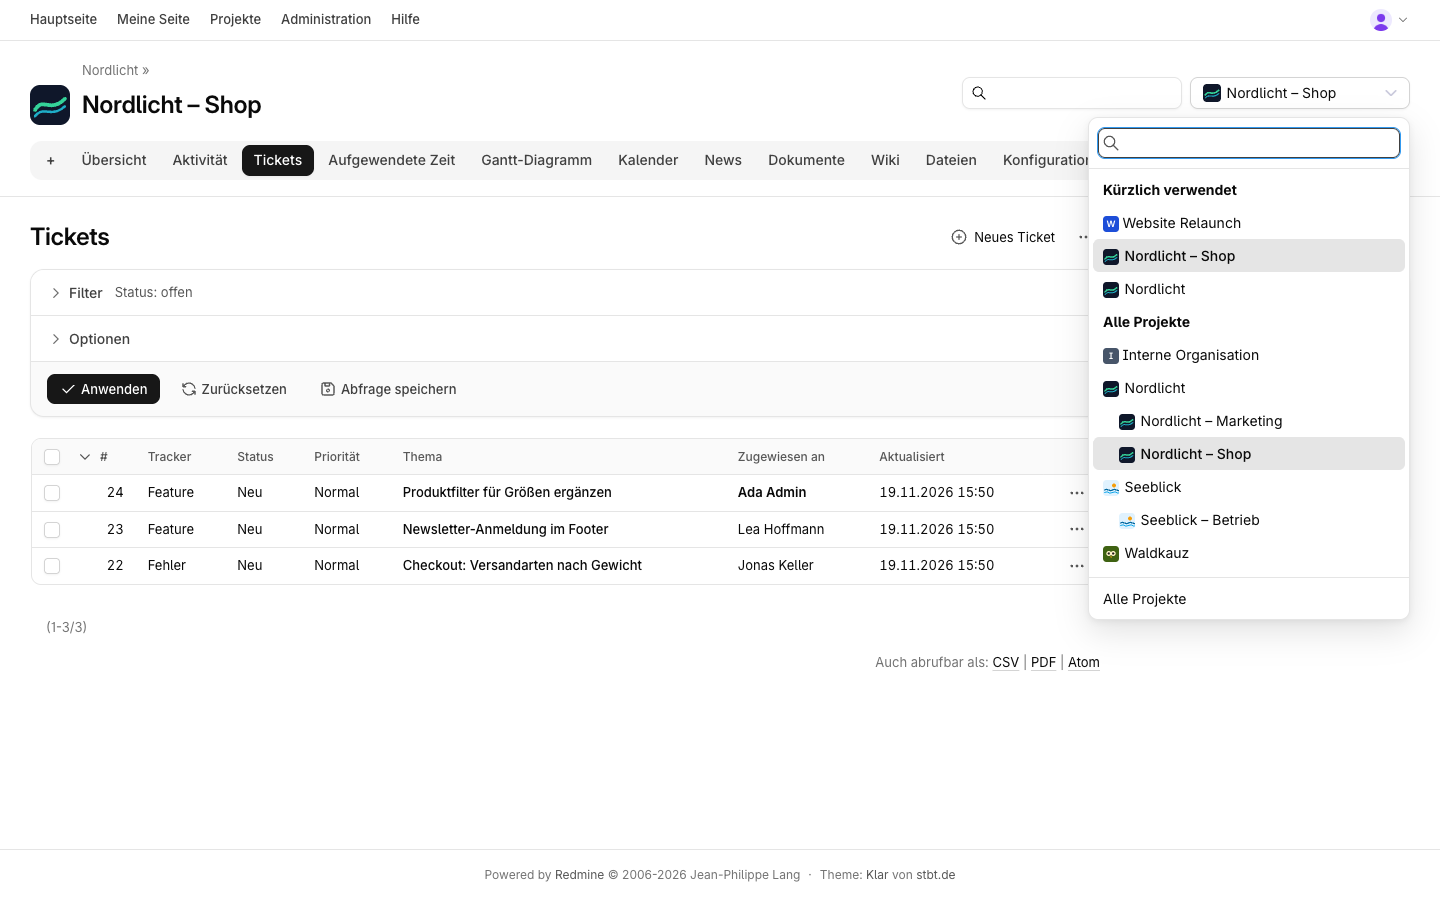 Hauptseite Meine Seite Projekte Administration Hilfe
Nordlicht »
Nordlicht – Shop
Nordlicht – Shop
+ Übersicht Aktivität Tickets Aufgewendete Zeit Gantt-Diagramm Kalender News Dokumente Wiki Dateien Konfiguration
Kürzlich verwendet
W Website Relaunch
Nordlicht – Shop
Nordlicht
Alle Projekte
I Interne Organisation
Nordlicht
Nordlicht – Marketing
Nordlicht – Shop
Seeblick
Seeblick – Betrieb
Waldkauz
Alle Projekte
Tickets
Neues Ticket
Filter Status: offen
Optionen
Anwenden Zurücksetzen Abfrage speichern
# Tracker Status Priorität Thema Zugewiesen an Aktualisiert
24 Feature Neu Normal Produktfilter für Größen ergänzen Ada Admin 19.11.2026 15:50
23 Feature Neu Normal Newsletter-Anmeldung im Footer Lea Hoffmann 19.11.2026 15:50
22 Fehler Neu Normal Checkout: Versandarten nach Gewicht Jonas Keller 19.11.2026 15:50
(1-3/3)
Auch abrufbar als: CSV | PDF | Atom
Powered by Redmine © 2006-2026 Jean-Philippe Lang · Theme: Klar von stbt.de